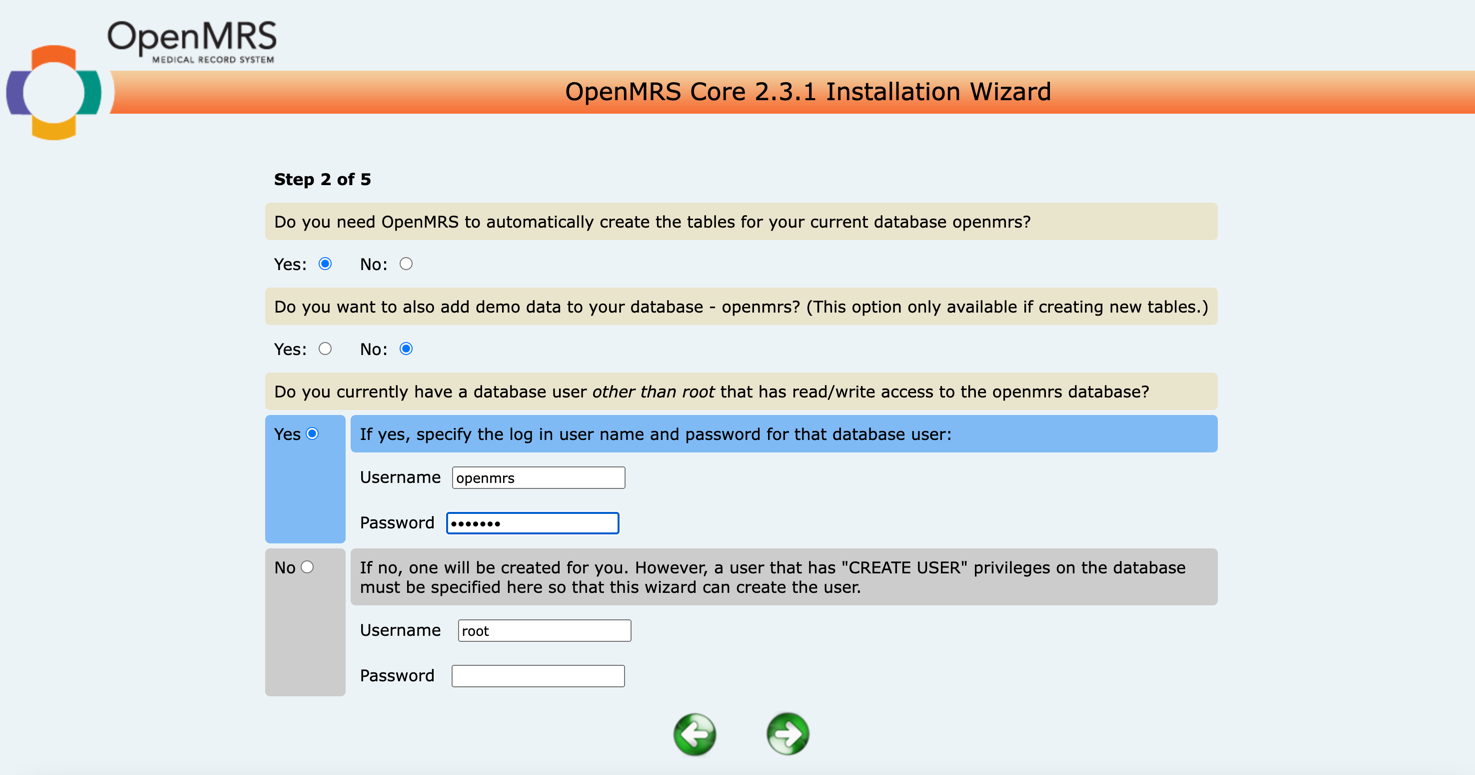 OpenMRS
MEDICAL RECORD SYSTEM
OpenMRS Core 2.3.1 Installation Wizard
Step 2 of 5
Do you need OpenMRS to automatically create the tables for your current database openmrs?
Yes: No:
Do you want to also add demo data to your database - openmrs? (This option only available if creating new tables.)
Yes: No:
Do you currently have a database user other than root that has read/write access to the openmrs database?
Yes If yes, specify the log in user name and password for that database user:
Username openmrs
Password •••••••
No If no, one will be created for you. However, a user that has "CREATE USER" privileges on the database
must be specified here so that this wizard can create the user.
Username root
Password